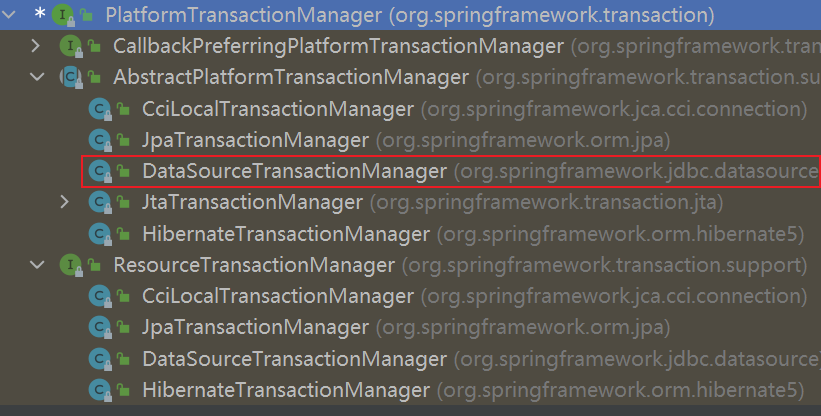 * PlatformTransactionManager (org.springframework.transaction)
CallbackPreferringPlatformTransactionManager (org.springframework.tran
AbstractPlatformTransactionManager (org.springframework.transaction.su
CciLocalTransactionManager (org.springframework.jca.cci.connection)
JpaTransactionManager (org.springframework.orm.jpa)
DataSourceTransactionManager (org.springframework.jdbc.datasource
JtaTransactionManager (org.springframework.transaction.jta)
HibernateTransactionManager (org.springframework.orm.hibernate5)
ResourceTransactionManager (org.springframework.transaction.support)
CciLocalTransactionManager (org.springframework.jca.cci.connection)
JpaTransactionManager (org.springframework.orm.jpa)
DataSourceTransactionManager (org.springframework.jdbc.datasource)
HibernateTransactionManager (org.springframework.orm.hibernate5)